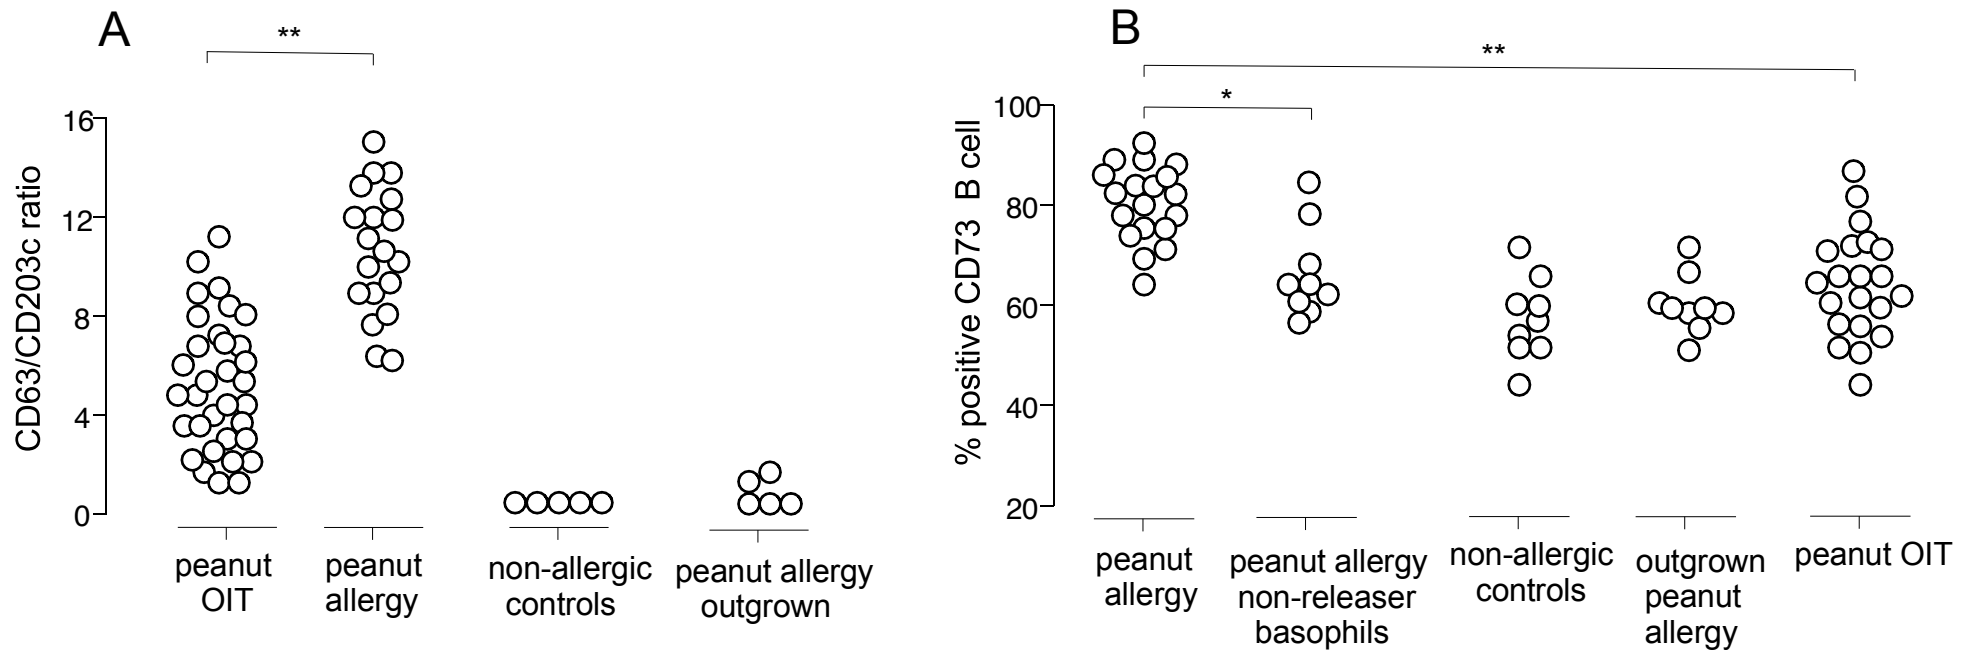 A
**
CD63/CD203c ratio
16
12
8
4
0
peanut
OIT
peanut
allergy
non-allergic
controls
peanut allergy
outgrown
B
**
*
% positive CD73 B cell
100
80
60
40
20
peanut
allergy
peanut allergy
non-releaser
basophils
non-allergic
controls
outgrown
peanut
allergy
peanut OIT